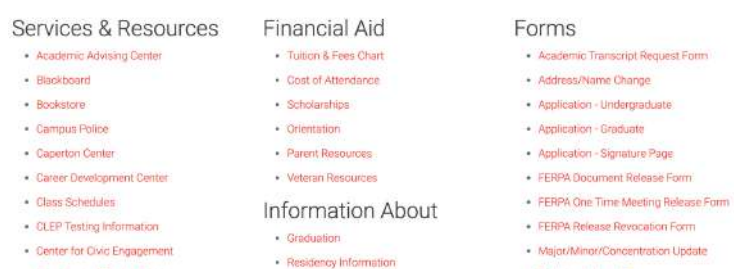 Services & Resources
Academic Advising Center
Blackboard
Bookstore
Campus Police
Caperton Center
Career Development Center
Class Schedules
CLEP Testing Information
Center for Civic Engagement
Financial Aid
Tuition & Fees Chart
Cost of Attendance
Scholarships
Orientation
Parent Resources
Veteran Resources
Information About
Graduation
Residency Information
Forms
Academic Transcript Request Form
Address/Name Change
Application - Undergraduate
Application - Graduate
Application - Signature Page
FERPA Document Release Form
FERPA One Time Meeting Release Form
FERPA Release Revocation Form
Major/Minor/Concentration Update